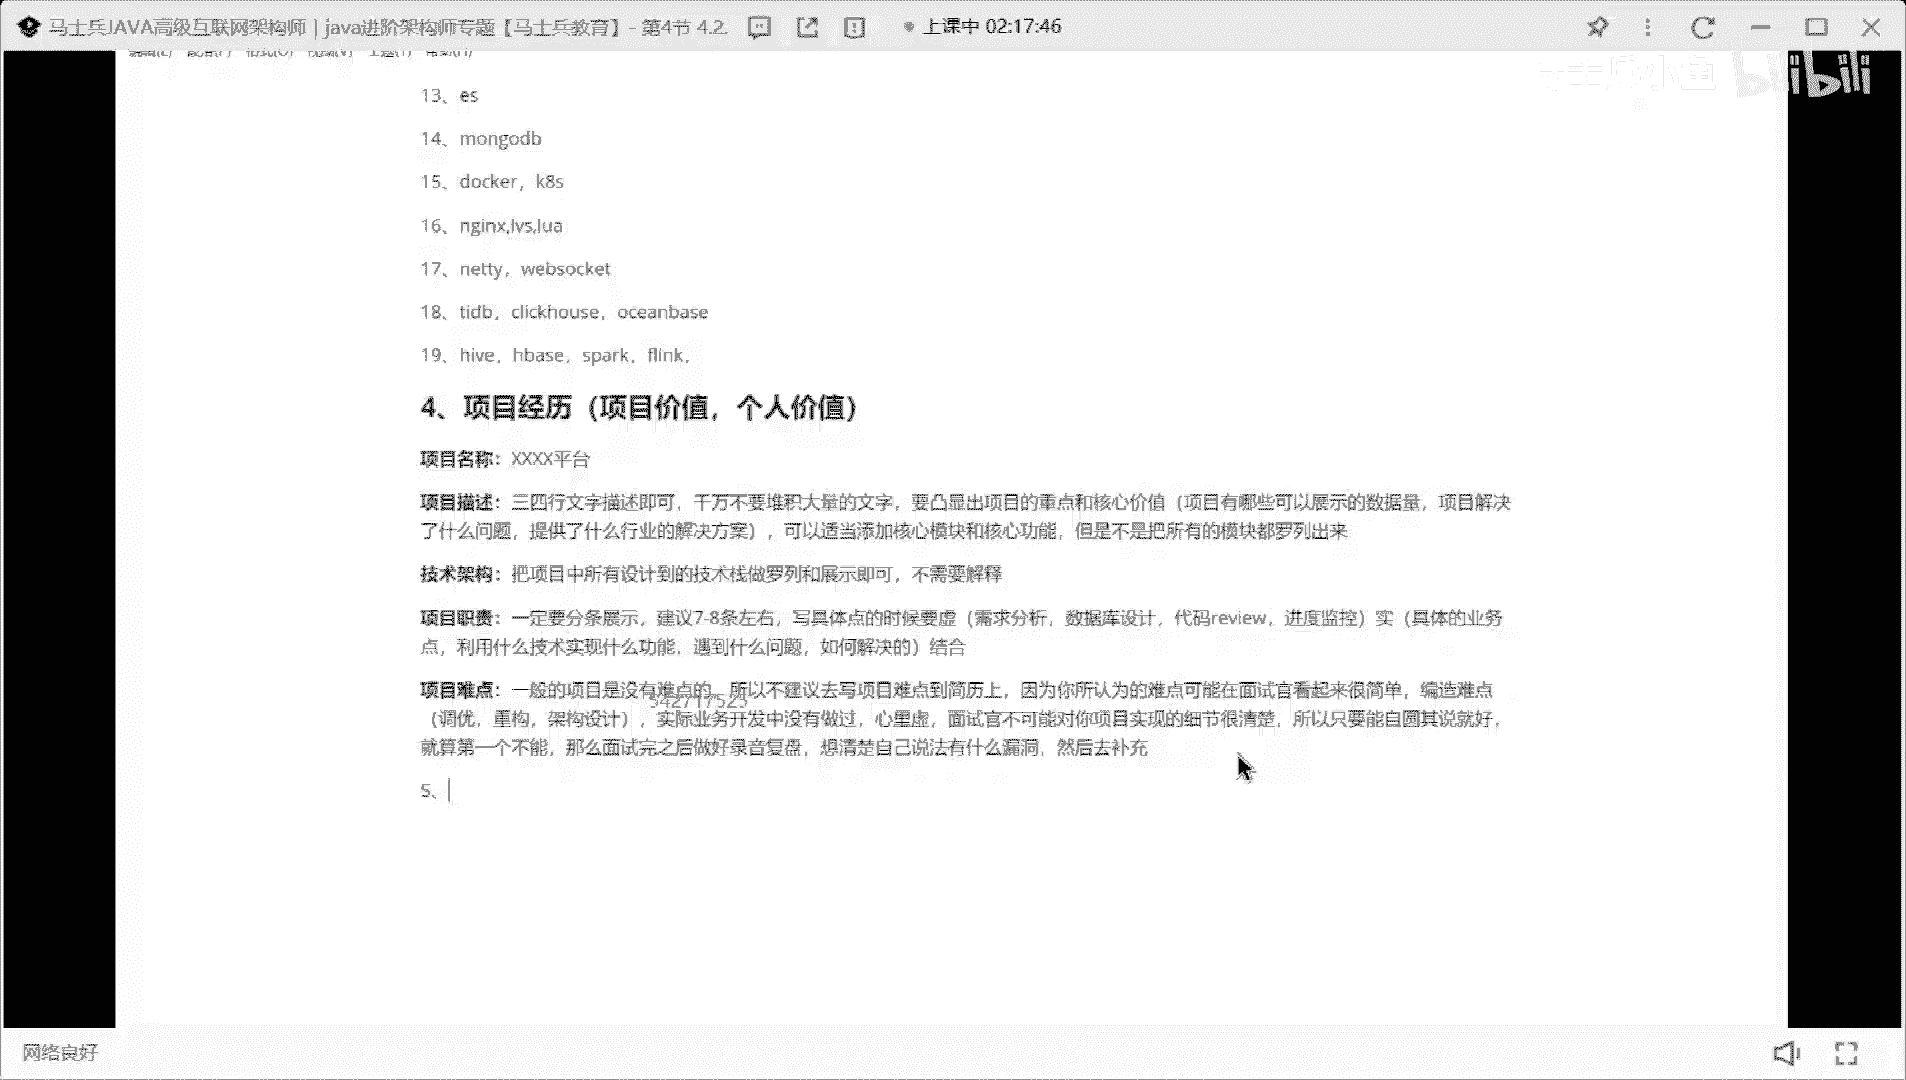 马士兵JAVA高级互联网架构师 | java进阶架构师专题【马士兵教育】- 第4节 4.2.
上课中 02:17:46
bilibili
13、es
14、mongodb
15、docker，k8s
16、nginx,lvs,lua
17、netty，websocket
18、tidb，clickhouse，oceanbase
19、hive，hbase，spark，flink，
4、项目经历（项目价值，个人价值）
项目名称：XXXX平台
项目描述：三四行文字描述即可，千万不要堆积大量的文字，要凸显出项目的重点和核心价值（项目有哪些可以展示的数据量，项目解决
了什么问题，提供了什么行业的解决方案），可以适当添加核心模块和核心功能，但是不是把所有的模块都罗列出来
技术架构：把项目中所有设计到的技术栈做罗列和展示即可，不需要解释
项目职责：一定要分条展示，建议7-8条左右，写具体点的时候要虚（需求分析，数据库设计，代码review，进度监控）实（具体的业务
点，利用什么技术实现什么功能，遇到什么问题，如何解决的）结合
项目难点：一般的项目是没有难点的，所以不建议去写项目难点到简历上，因为你所认为的难点可能在面试官看起来很简单，编造难点
542717525
（调优，重构，架构设计），实际业务开发中没有做过，心里虚，面试官不可能对你项目实现的细节很清楚，所以只要能自圆其说就好，
就算第一个不能，那么面试完之后做好录音复盘，想清楚自己说法有什么漏洞，然后去补充
5、
网络良好